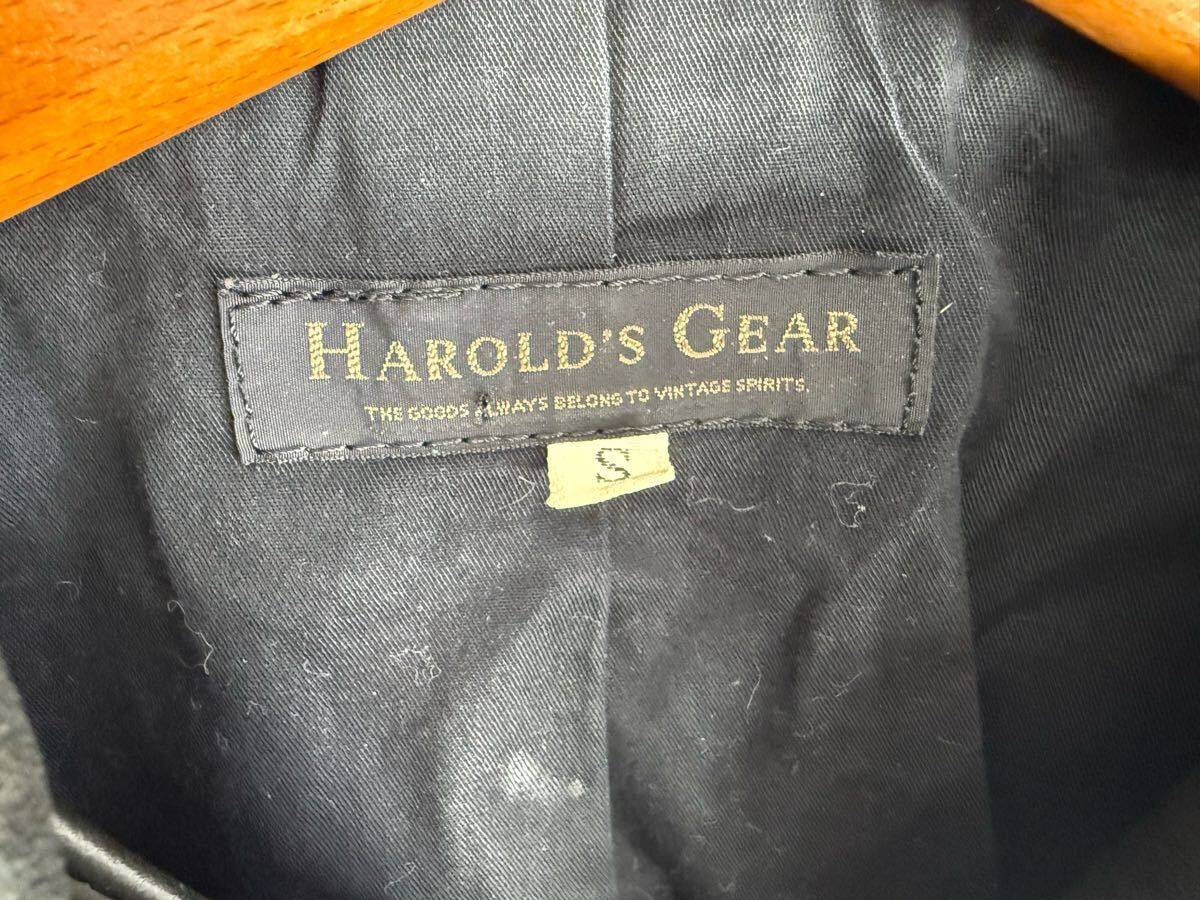 HAROLD'S GEAR
THE GOODS ALWAYS BELONG TO VINTAGE SPIRITS.
S